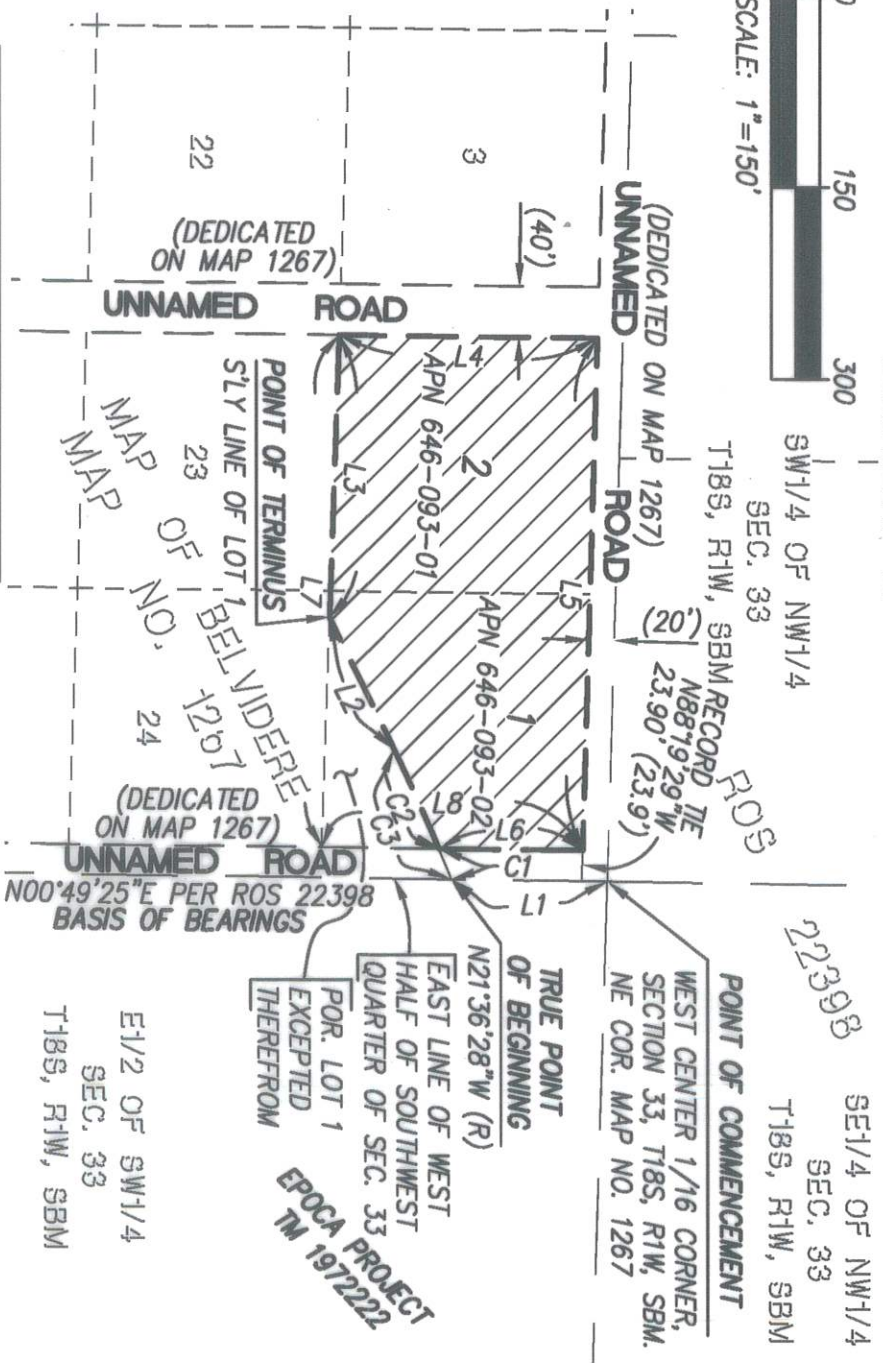 SCALE: 1"=150'
150
300
SW1/4 OF NW1/4
SEC. 33
T18S, R1W, SBM
ROS
22398
SE1/4 OF NW1/4
SEC. 33
T18S, R1W, SBM
(DEDICATED ON MAP 1267)
UNNAMED ROAD
(20')
RECORD TIE
N88°19'29"W
23.90' (23.9')
POINT OF COMMENCEMENT
WEST CENTER 1/16 CORNER,
SECTION 33, T18S, R1W, SBM.
NE COR. MAP NO. 1267
3
22
(40')
(DEDICATED
ON MAP 1267)
UNNAMED ROAD
L4
L5
2
APN 646-093-01
L3
1
APN 646-093-02
L6
L8
C1
L1
C2
C3
L2
L7
TRUE POINT
OF BEGINNING
N21°36'28"W (R)
EAST LINE OF WEST
HALF OF SOUTHWEST
QUARTER OF SEC. 33
POR. LOT 1
EXCEPTED
THEREFROM
POINT OF TERMINUS
S'LY LINE OF LOT 1
23
24
MAP OF BELVIDERE
MAP NO. 1267
(DEDICATED
ON MAP 1267)
UNNAMED ROAD
N00°49'25"E PER ROS 22398
BASIS OF BEARINGS
EPOCA PROJECT
TM 1972222
E1/2 OF SW1/4
SEC. 33
T18S, R1W, SBM